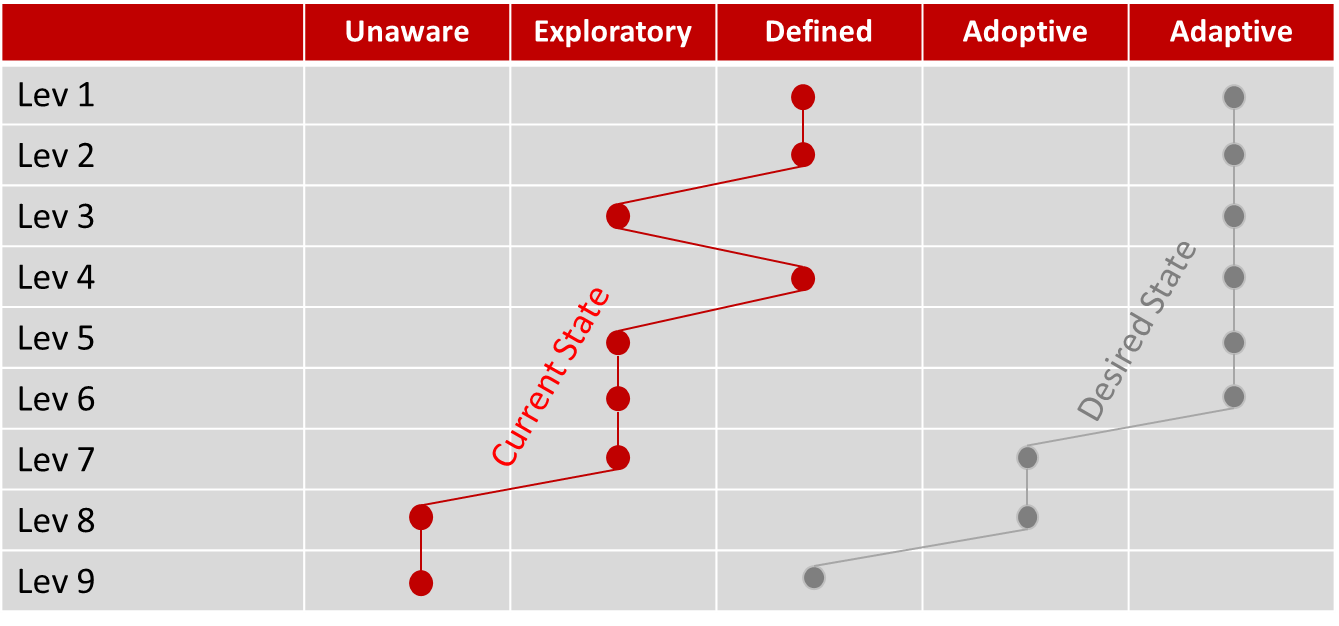 Unaware Exploratory Defined Adoptive Adaptive
Lev 1
Lev 2
Lev 3
Lev 4
Lev 5
Lev 6
Lev 7
Lev 8
Lev 9
Current State
Desired State